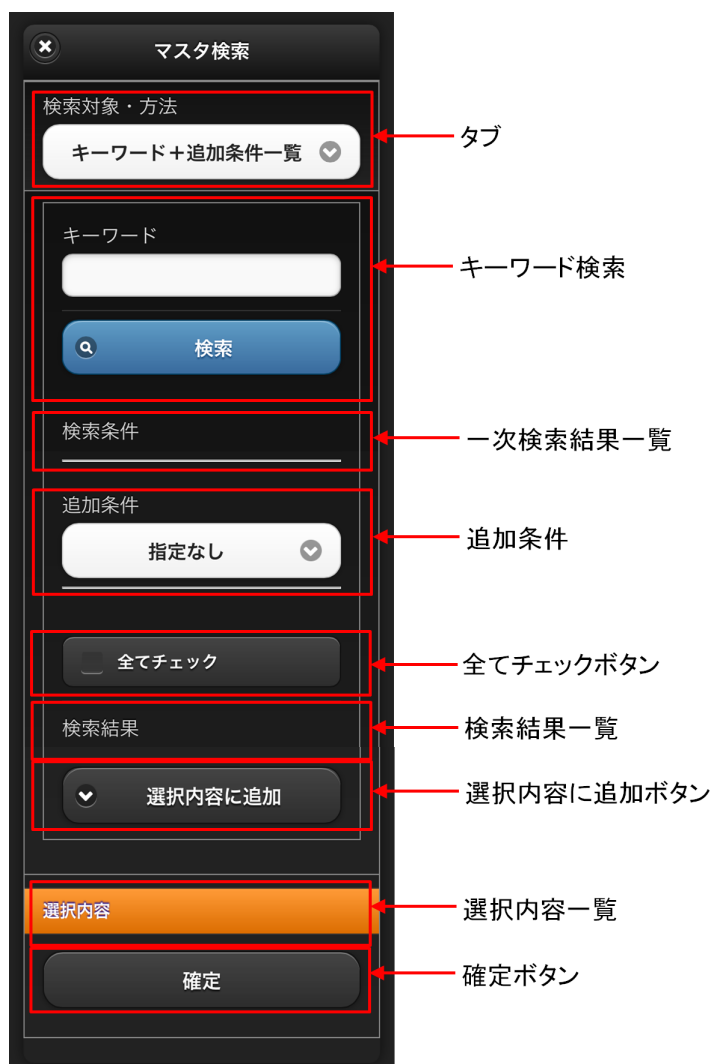 マスタ検索
検索対象・方法
キーワード＋追加条件一覧
タブ
キーワード
検索
キーワード検索
検索条件
一次検索結果一覧
追加条件
指定なし
追加条件
全てチェック
全てチェックボタン
検索結果
検索結果一覧
選択内容に追加
選択内容に追加ボタン
選択内容
選択内容一覧
確定
確定ボタン